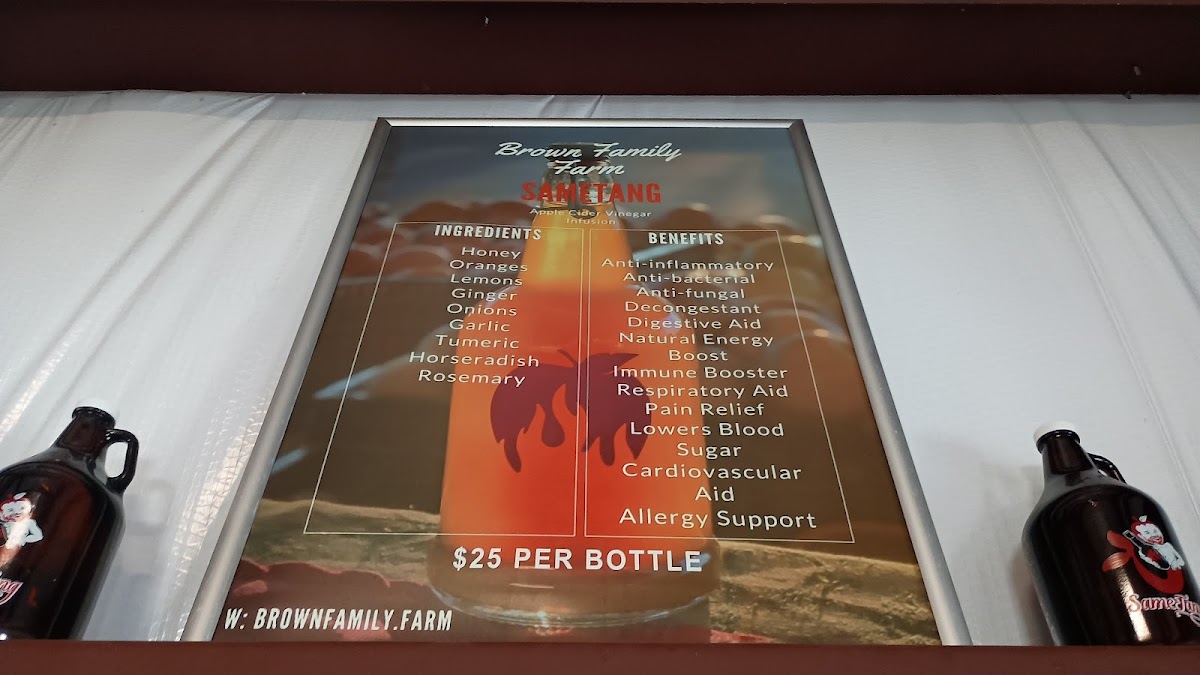 Brown Family
Farm
SAMETANG
Apple Cider Vinegar
Infusion
INGREDIENTS
Honey
Oranges
Lemons
Ginger
Onions
Garlic
Tumeric
Horseradish
Rosemary
BENEFITS
Anti-inflammatory
Anti-bacterial
Anti-fungal
Decongestant
Digestive Aid
Natural Energy
Boost
Immune Booster
Respiratory Aid
Pain Relief
Lowers Blood
Sugar
Cardiovascular
Aid
Allergy Support
$25 PER BOTTLE
W: BROWNFAMILY.FARM